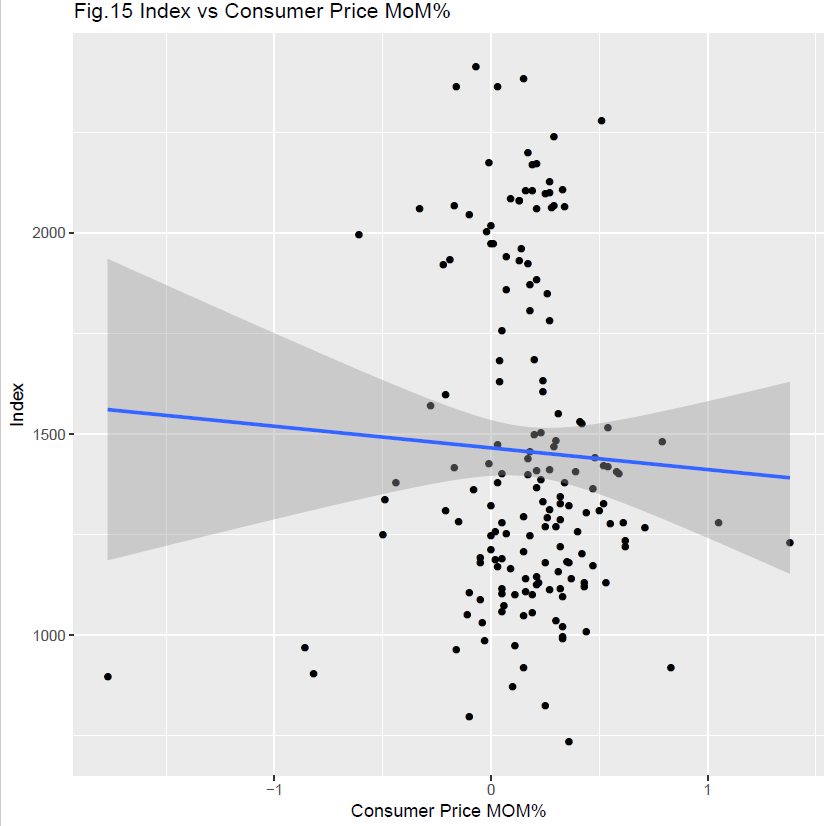 Fig.15 Index vs Consumer Price MoM%
Index
2000
1500
1000
−1
0
1
Consumer Price MOM%